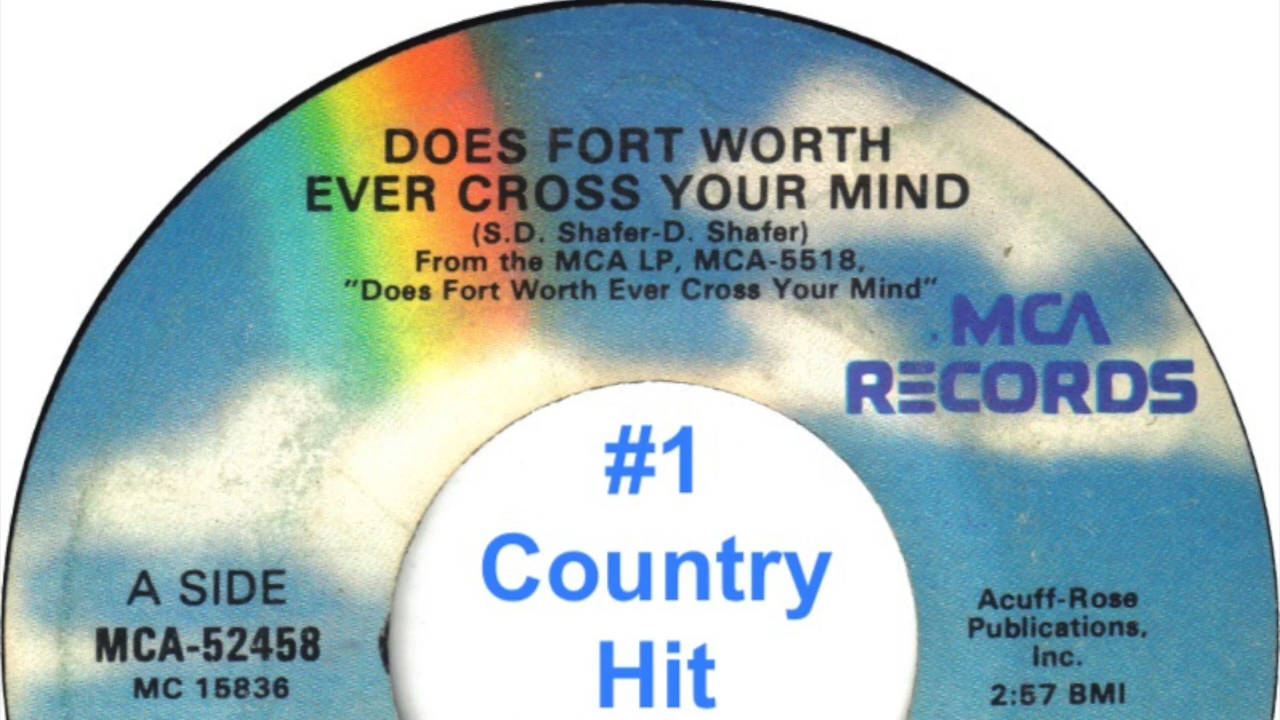 DOES FORT WORTH
EVER CROSS YOUR MIND
(S.D. Shafer-D. Shafer)
From the MCA LP, MCA-5518,
"Does Fort Worth Ever Cross Your Mind"
MCA
RECORDS
#1
Country
Hit
A SIDE
MCA-52458
MC 15836
Acuff-Rose
Publications,
Inc.
2:57 BMI